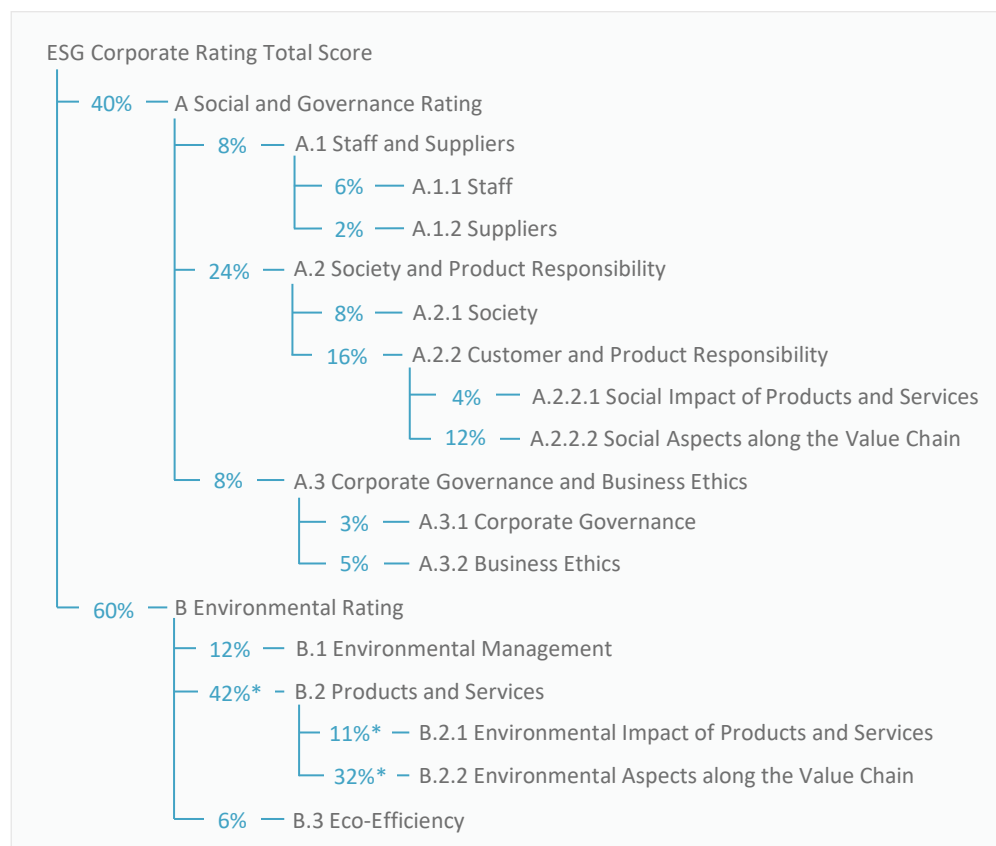 ESG Corporate Rating Total Score
40% A Social and Governance Rating
8% A.1 Staff and Suppliers
6% A.1.1 Staff
2% A.1.2 Suppliers
24% A.2 Society and Product Responsibility
8% A.2.1 Society
16% A.2.2 Customer and Product Responsibility
4% A.2.2.1 Social Impact of Products and Services
12% A.2.2.2 Social Aspects along the Value Chain
8% A.3 Corporate Governance and Business Ethics
3% A.3.1 Corporate Governance
5% A.3.2 Business Ethics
60% B Environmental Rating
12% B.1 Environmental Management
42%* B.2 Products and Services
11%* B.2.1 Environmental Impact of Products and Services
32%* B.2.2 Environmental Aspects along the Value Chain
6% B.3 Eco-Efficiency